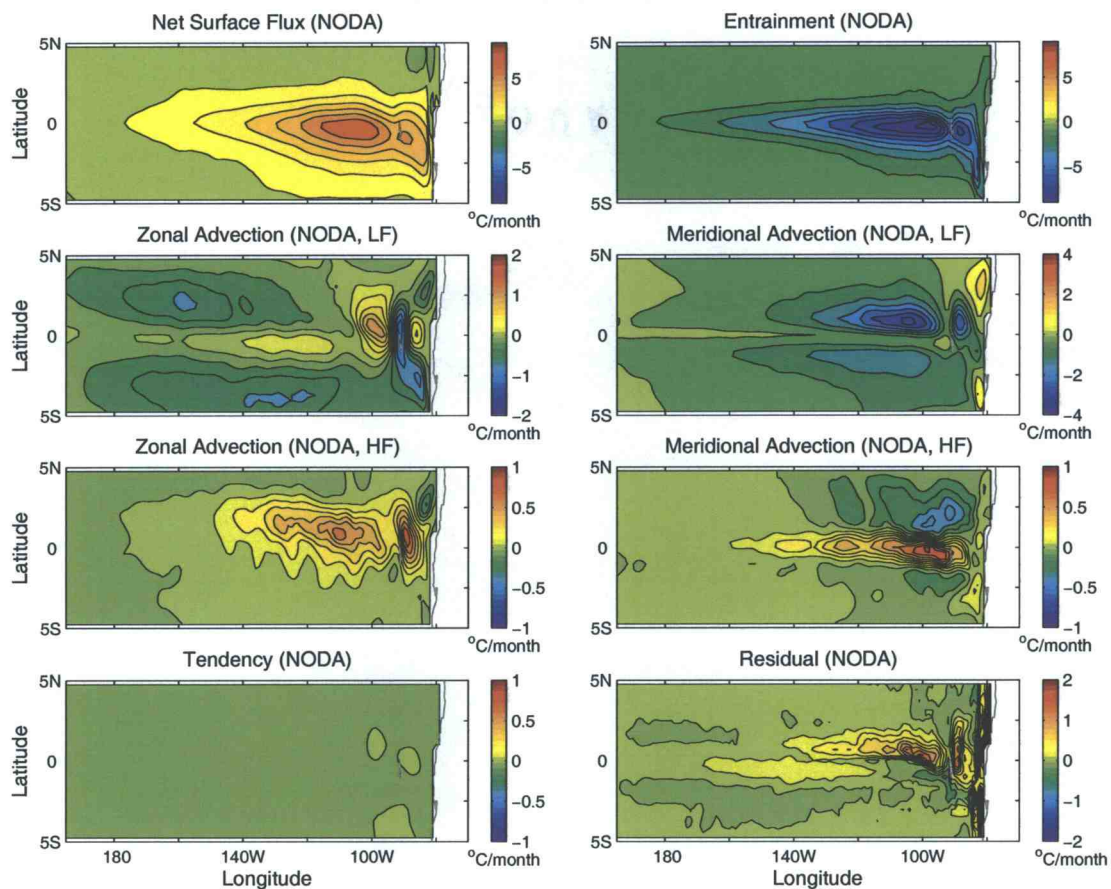 Net Surface Flux (NODA)
Entrainment (NODA)
5N
0
5S
Latitude
5
0
−5
°C/month
5N
0
5S
5
0
−5
°C/month
Zonal Advection (NODA, LF)
Meridional Advection (NODA, LF)
5N
0
5S
Latitude
2
1
0
−1
−2
°C/month
5N
0
5S
4
2
0
−2
−4
°C/month
Zonal Advection (NODA, HF)
Meridional Advection (NODA, HF)
5N
0
5S
Latitude
1
0.5
0
−0.5
−1
°C/month
5N
0
5S
1
0.5
0
−0.5
−1
°C/month
Tendency (NODA)
Residual (NODA)
5N
0
5S
Latitude
180
140W
100W
Longitude
1
0.5
0
−0.5
−1
°C/month
5N
0
5S
180
140W
100W
Longitude
2
1
0
−1
−2
°C/month